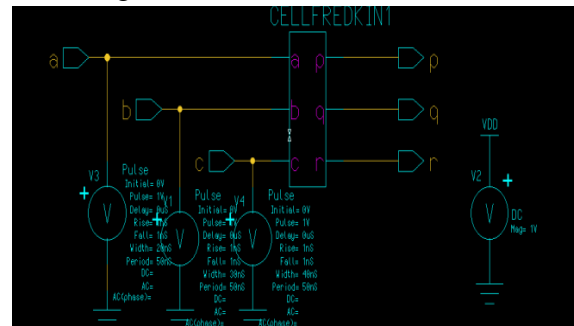 CELLFREDKIN1
a
a
p
p
b
b
q
q
c
c
r
r
VDD
V3
Pulse
Initial= 0V
Pulse= 1V
Delay= 0uS
Rise= 1nS
Fall= 1nS
Width= 20nS
Period= 50nS
DC=
AC=
AC(phase)=
V
V1
Pulse
Initial= 0V
Delay= 0uS
Rise= 1nS
Fall= 1nS
Width= 30nS
Period= 50nS
DC=
AC=
AC(phase)=
V
V4
Pulse
Initial= 0V
Pulse= 1V
Delay= 0uS
Rise= 1nS
Fall= 1nS
Width= 40nS
Period= 50nS
DC=
AC=
AC(phase)=
V
V2
DC
Mag= 1V
V